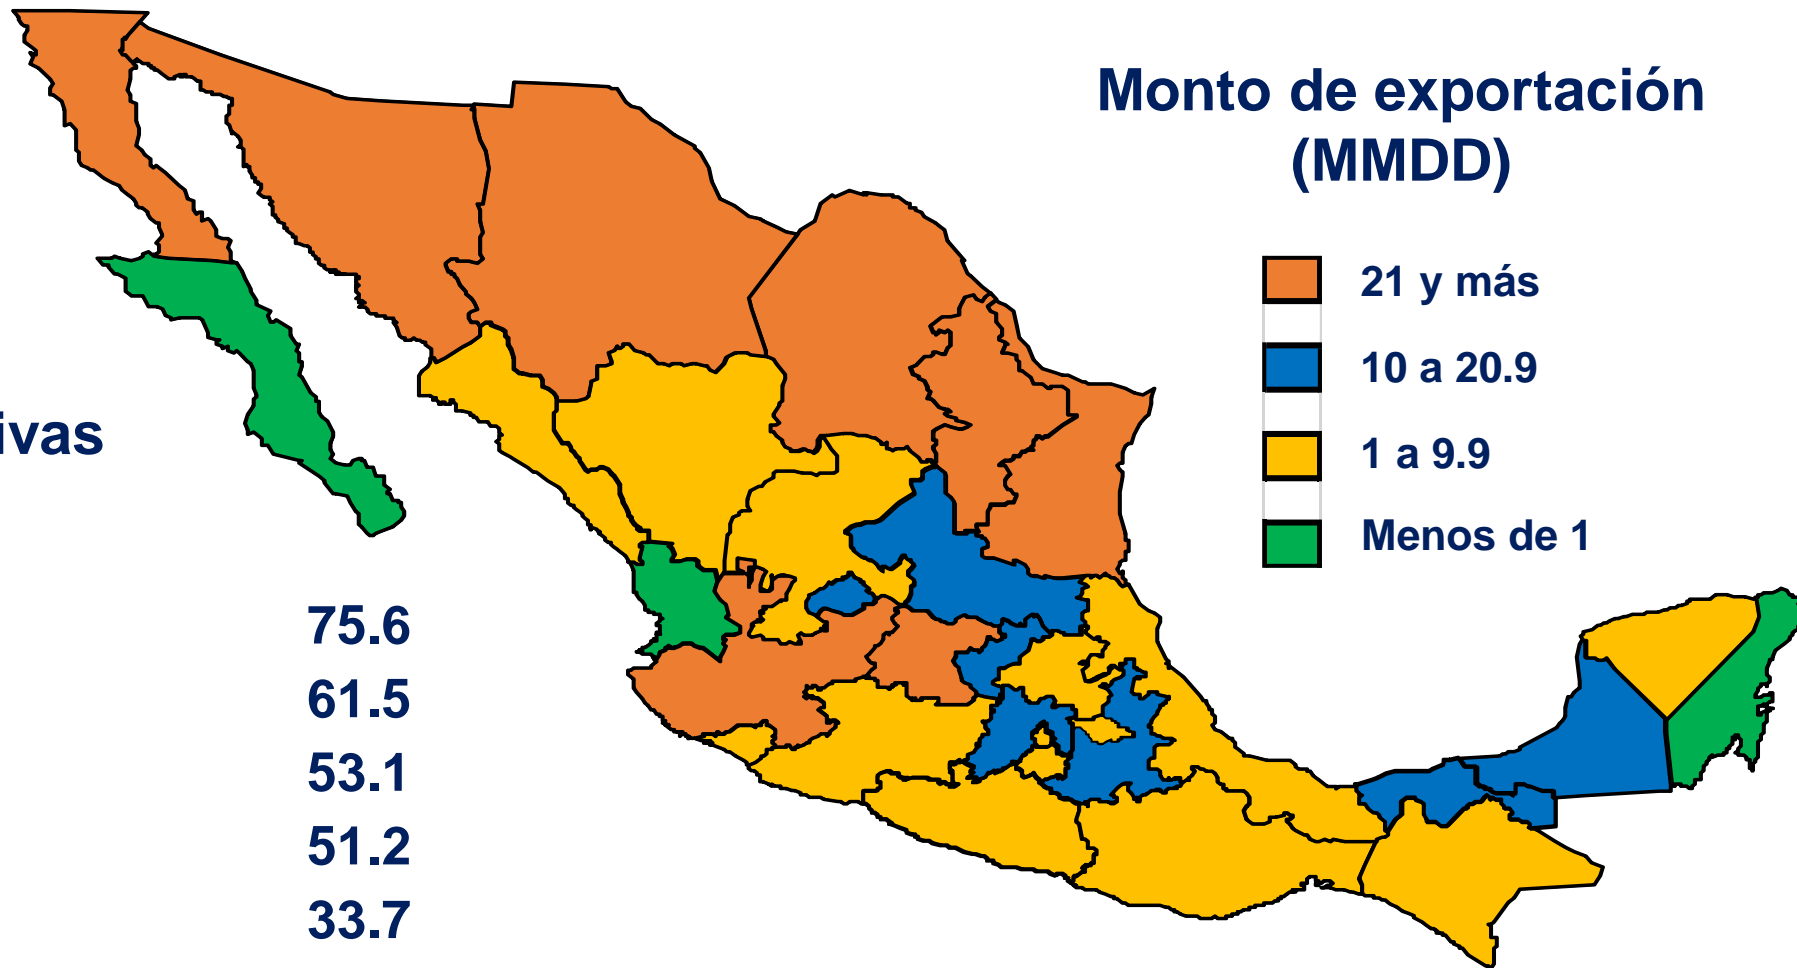 Monto de exportación
(MMDD)
21 y más
10 a 20.9
1 a 9.9
Menos de 1
75.6
61.5
53.1
51.2
33.7